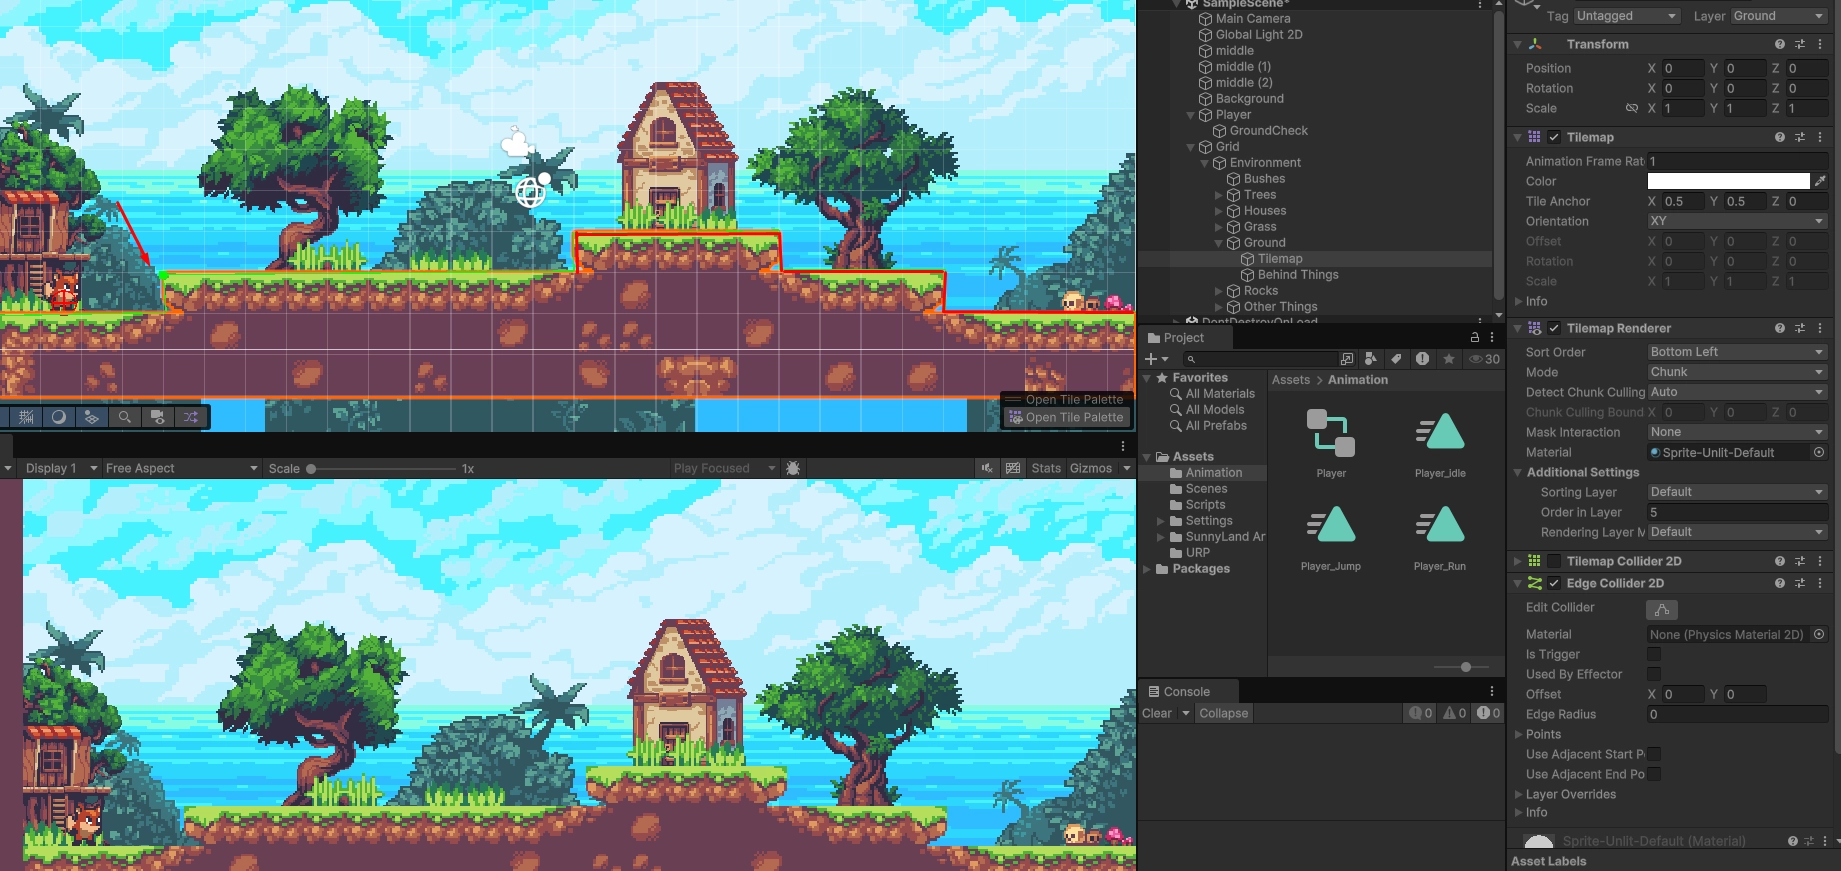 SampleScene*
Main Camera
Global Light 2D
middle
middle (1)
middle (2)
Background
Player
GroundCheck
Grid
Environment
Bushes
Trees
Houses
Grass
Ground
Tilemap
Behind Things
Rocks
Other Things
DontDestroyOnLoad
Open Tile Palette
Open Tile Palette
Display 1
Free Aspect
Scale
1x
Play Focused
Stats
Gizmos
Project
30
Favorites
All Materials
All Models
All Prefabs
Assets
Animation
Scenes
Scripts
Settings
SunnyLand Ar
URP
Packages
Assets > Animation
Player
Player_Idle
Player_Jump
Player_Run
Console
Clear
Collapse
0
0
0
Tag Untagged Layer Ground
Transform
Position X 0 Y 0 Z 0
Rotation X 0 Y 0 Z 0
Scale X 1 Y 1 Z 1
Tilemap
Animation Frame Rat 1
Color
Tile Anchor X 0.5 Y 0.5 Z 0
Orientation XY
Offset X 0 Y 0 Z 0
Rotation X 0 Y 0 Z 0
Scale X 1 Y 1 Z 1
Info
Tilemap Renderer
Sort Order Bottom Left
Mode Chunk
Detect Chunk Culling Auto
Chunk Culling Bound X 0 Y 0 Z 0
Mask Interaction None
Material Sprite-Unlit-Default
Additional Settings
Sorting Layer Default
Order in Layer 5
Rendering Layer M Default
Tilemap Collider 2D
Edge Collider 2D
Edit Collider
Material None (Physics Material 2D)
Is Trigger
Used By Effector
Offset X 0 Y 0
Edge Radius 0
Points
Use Adjacent Start P
Use Adjacent End Po
Layer Overrides
Info
Sprite-Unlit-Default (Material)
Asset Labels